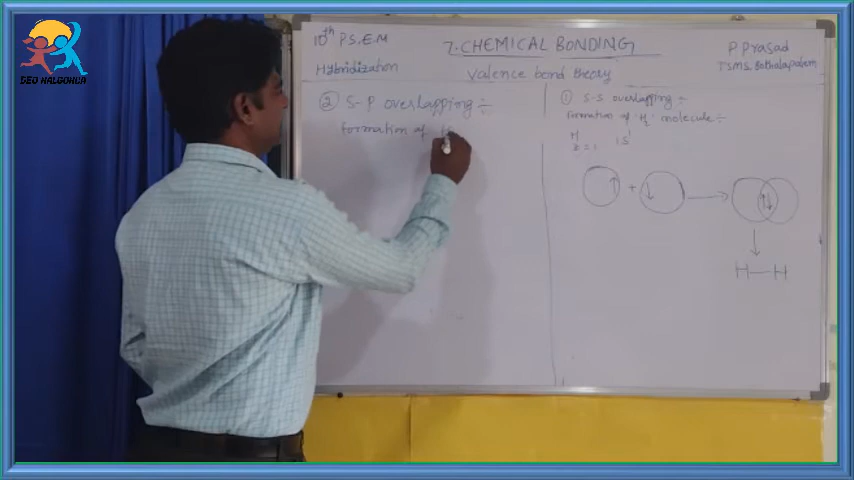 DEO NALGONDA
10th P.S, E.M
7. CHEMICAL BONDING
P. Prasad
Hybridization
Valence bond theory
TSMS. Bothalapalem
② S-P overlapping :-
formation of
① S-S overlapping :-
formation of 'H2' molecule :-
H
Z = 1 1S1
+
H—H